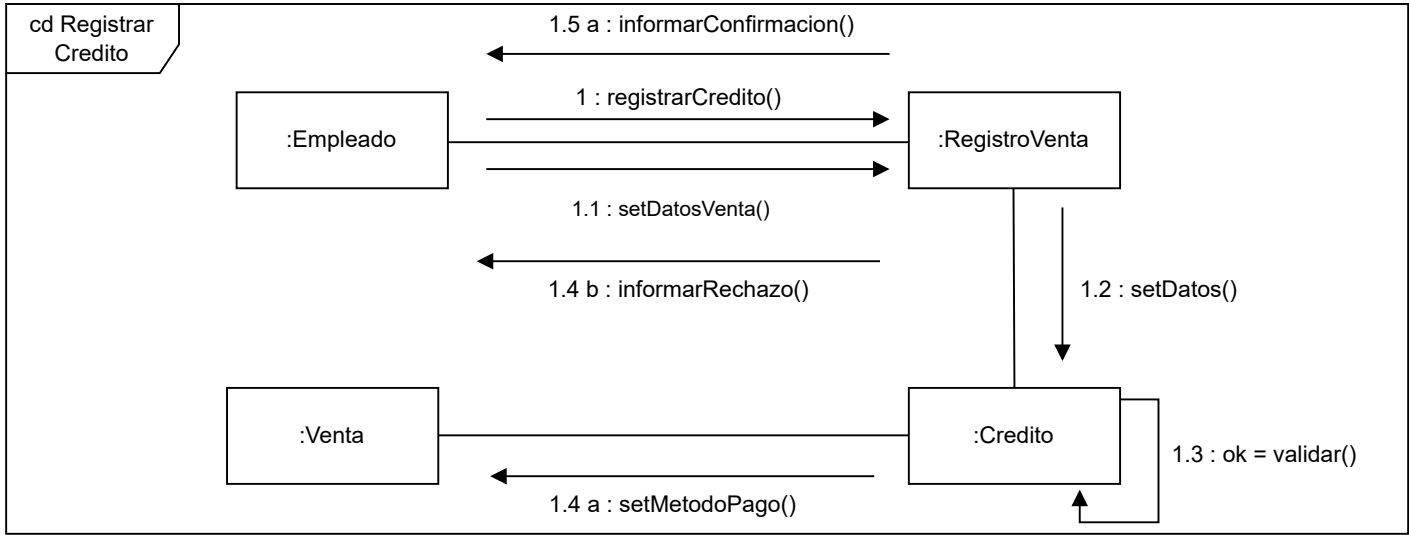 cd Registrar
Credito
1.5 a : informarConfirmacion()
1 : registrarCredito()
:Empleado
:RegistroVenta
1.1 : setDatosVenta()
1.4 b : informarRechazo()
1.2 : setDatos()
:Venta
:Credito
1.3 : ok = validar()
1.4 a : setMetodoPago()